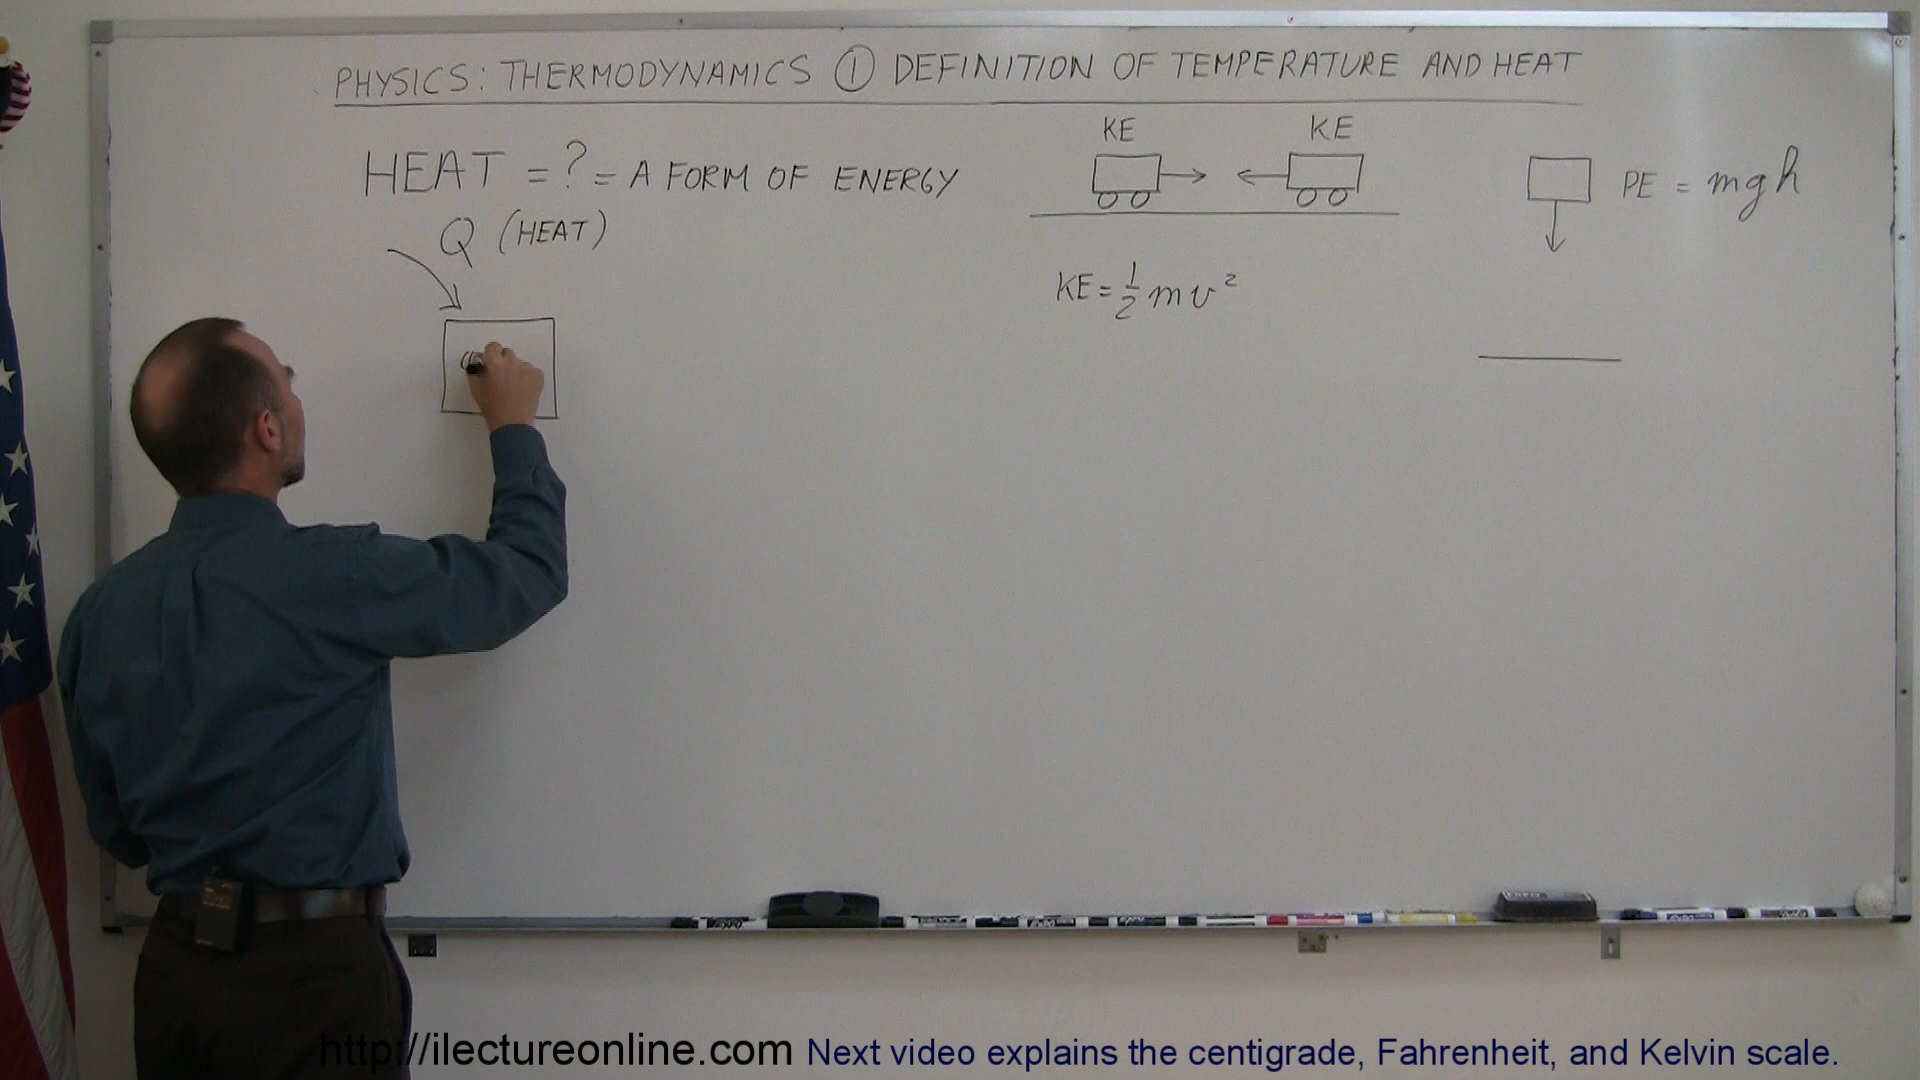 PHYSICS: THERMODYNAMICS ① DEFINITION OF TEMPERATURE AND HEAT
HEAT = ? = A FORM OF ENERGY
Q (HEAT)
KE KE
KE = 1/2 mv²
PE = mgh
http://ilectureonline.com Next video explains the centigrade, Fahrenheit, and Kelvin scale.